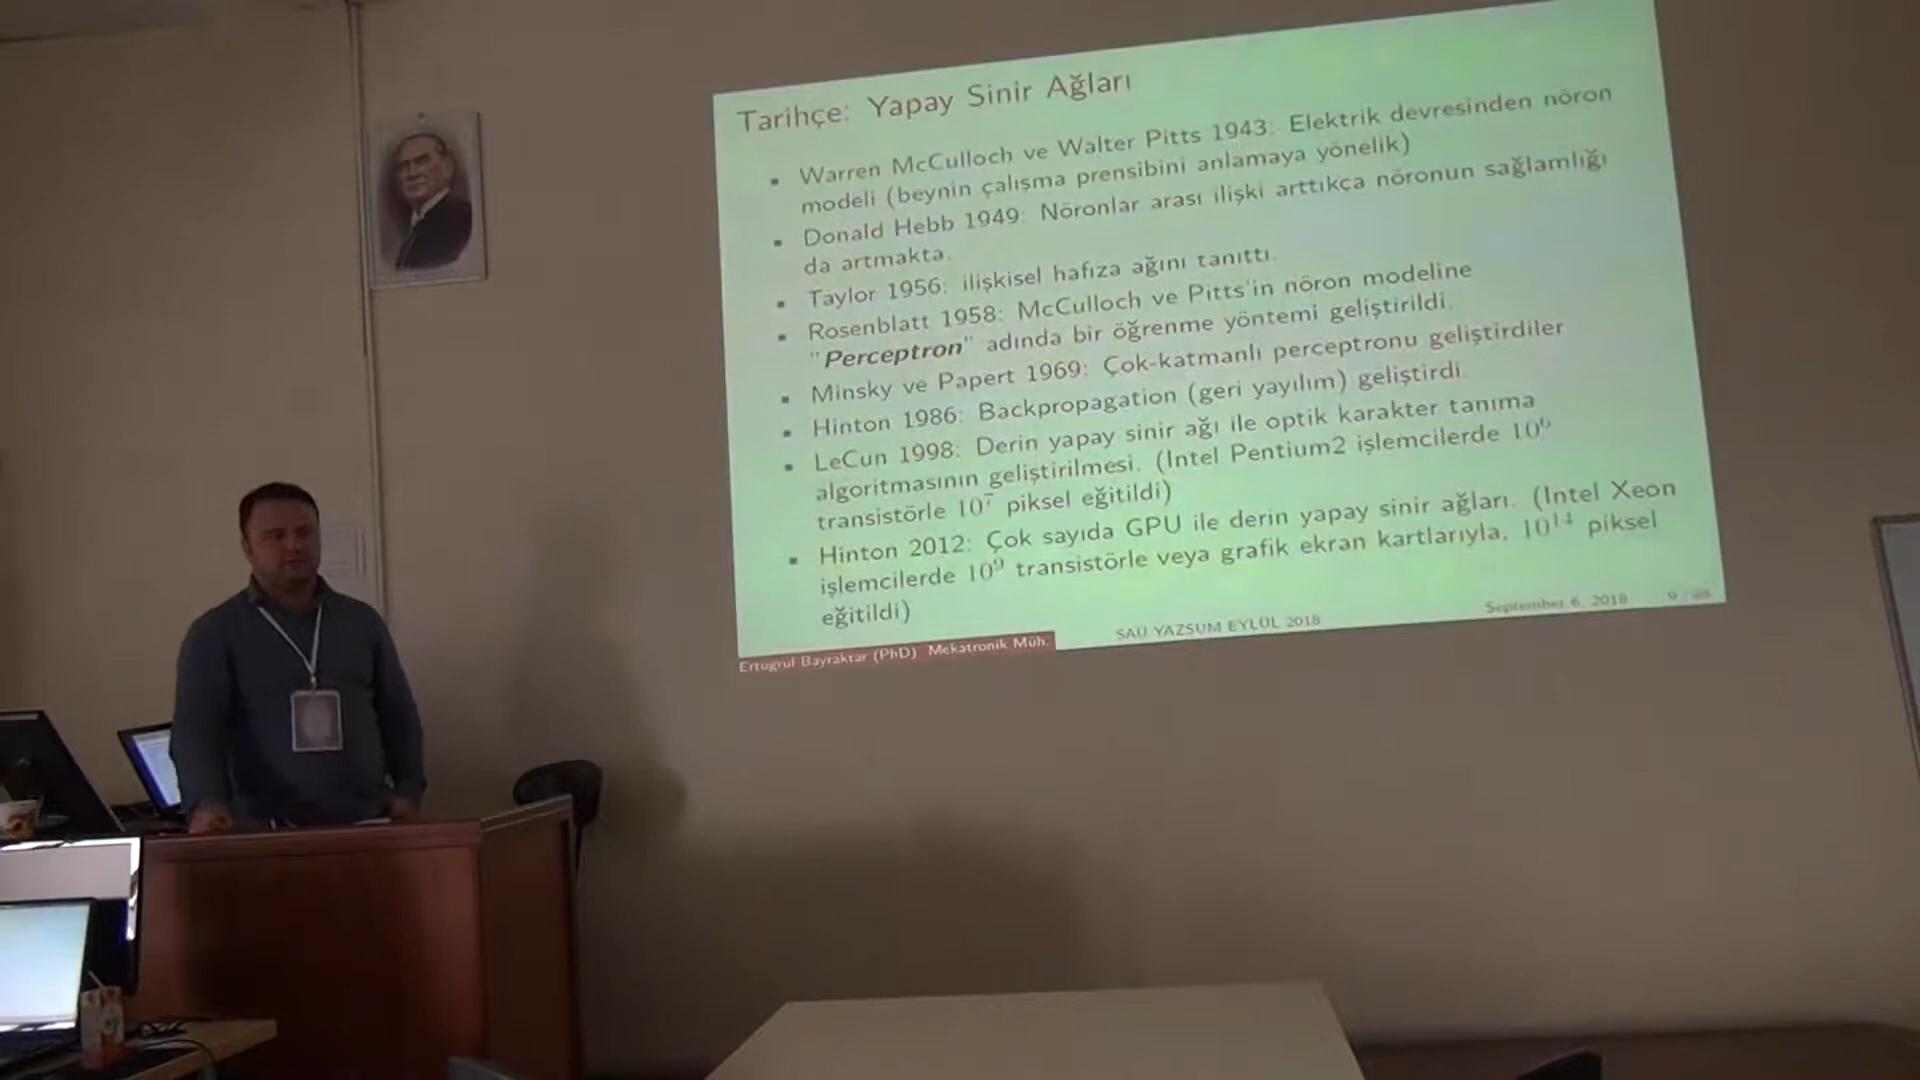 Tarihçe: Yapay Sinir Ağları
Warren McCulloch ve Walter Pitts 1943: Elektrik devresinden nöron
modeli (beynin çalışma prensibini anlamaya yönelik)
Donald Hebb 1949: Nöronlar arası ilişki arttıkça nöronun sağlamlığı
da artmakta.
Taylor 1956: ilişkisel hafıza ağını tanıttı.
Rosenblatt 1958: McCulloch ve Pitts'in nöron modeline
"Perceptron" adında bir öğrenme yöntemi geliştirildi.
Minsky ve Papert 1969: Çok-katmanlı perceptronu geliştirdiler
Hinton 1986: Backpropagation (geri yayılım) geliştirdi.
LeCun 1998: Derin yapay sinir ağı ile optik karakter tanıma
algoritmasının geliştirilmesi. (Intel Pentium2 işlemcilerde 10⁶
transistörle 10⁷ piksel eğitildi)
Hinton 2012: Çok sayıda GPU ile derin yapay sinir ağları. (Intel Xeon
işlemcilerde 10⁹ transistörle veya grafik ekran kartlarıyla, 10¹⁴ piksel
eğitildi)
Ertugrul Bayraktar (PhD) Mekatronik Müh. SAU YAZSUM EYLUL 2018 September 6, 2018 9 /